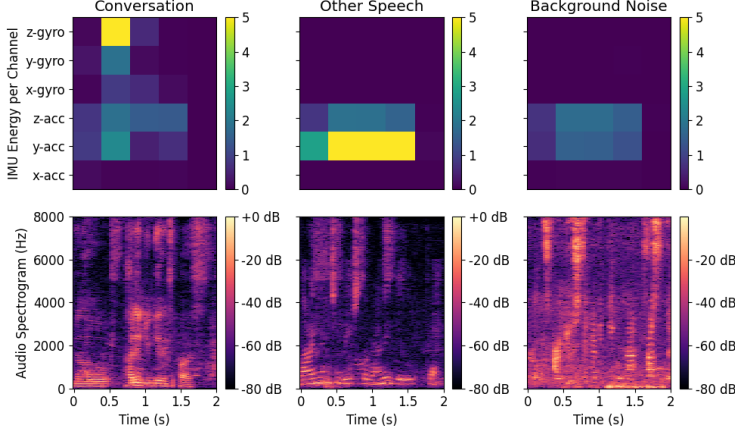 Conversation
Other Speech
Background Noise
IMU Energy per Channel
z-gyro
y-gyro
x-gyro
z-acc
y-acc
x-acc
5
4
3
2
1
0
5
4
3
2
1
0
5
4
3
2
1
0
Audio Spectrogram (Hz)
8000
6000
4000
2000
0
+0 dB
-20 dB
-40 dB
-60 dB
-80 dB
+0 dB
-20 dB
-40 dB
-60 dB
-80 dB
-20 dB
-40 dB
-60 dB
-80 dB
0 0.5 1 1.5 2
0 0.5 1 1.5 2
0 0.5 1 1.5 2
Time (s)
Time (s)
Time (s)